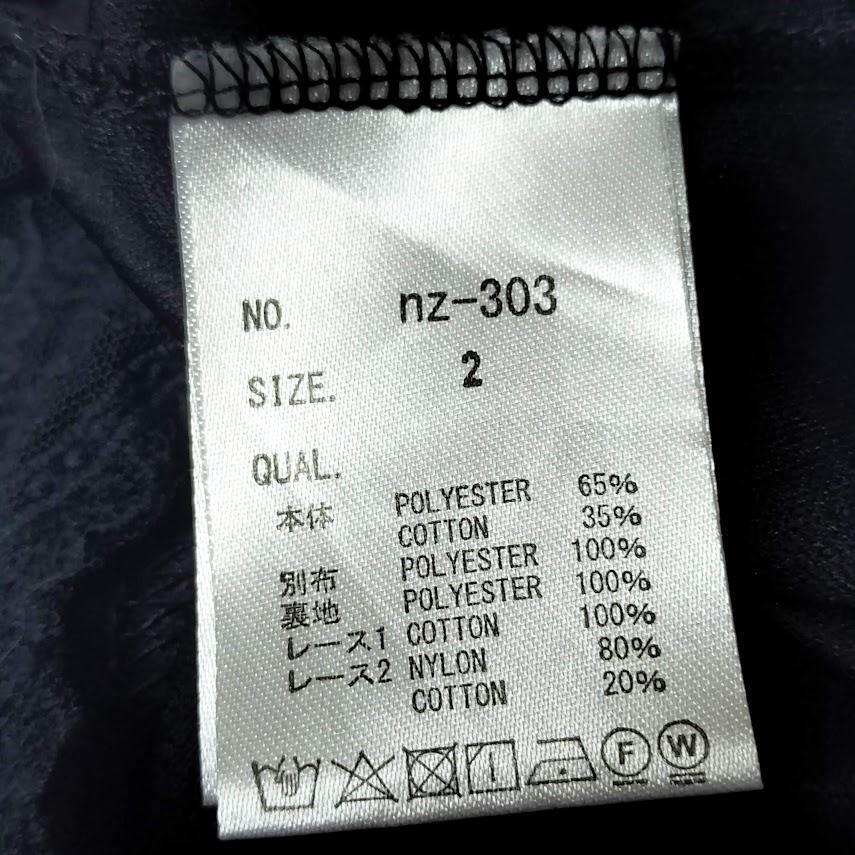 NO. nz-303
SIZE. 2
QUAL.
本体 POLYESTER 65%
COTTON 35%
別布 POLYESTER 100%
裏地 POLYESTER 100%
レース1 COTTON 100%
レース2 NYLON 80%
COTTON 20%
F W